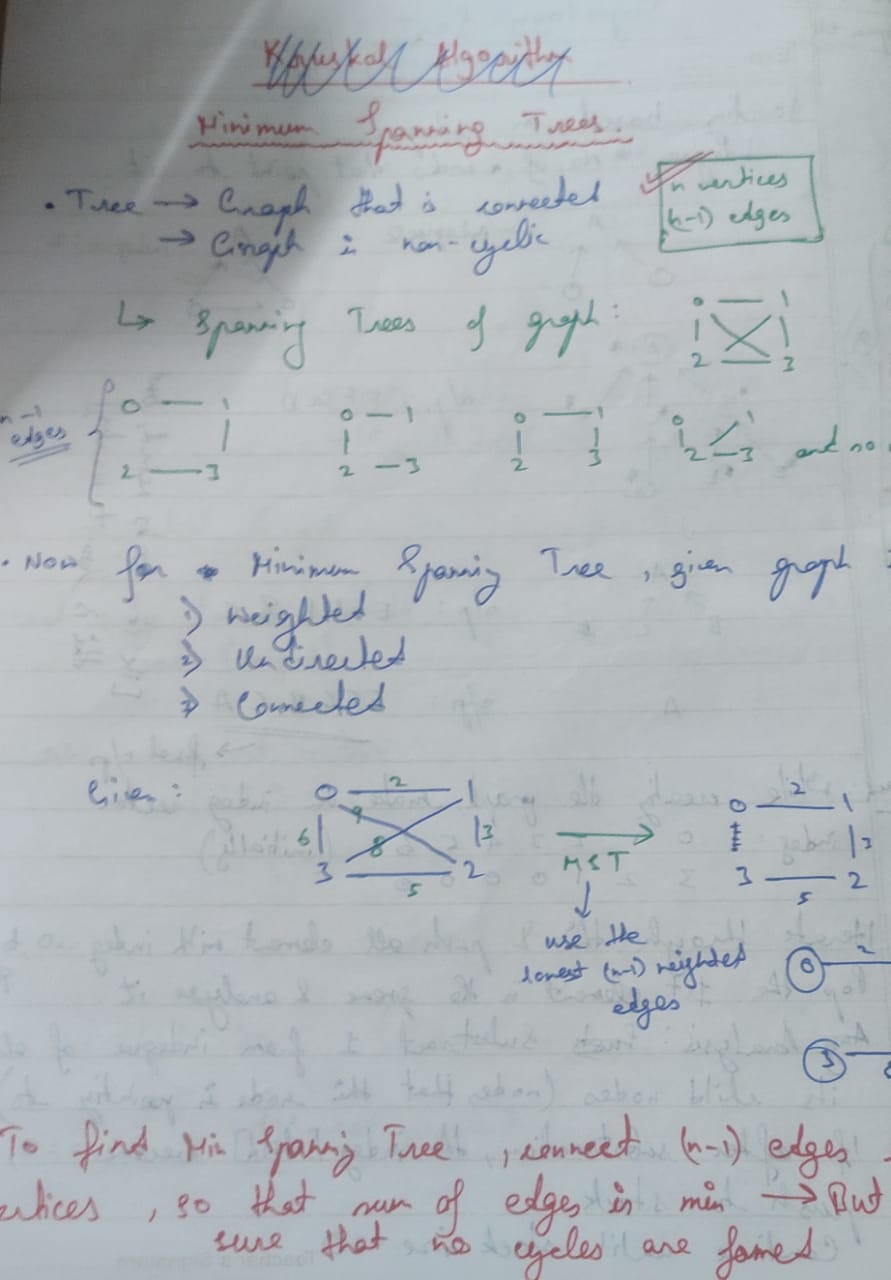 Kruskal Algorithm
Minimum Spanning Trees.
• Tree → Graph that is connected
→ Graph is non-cyclic
n vertices
(n-1) edges
↳ Spanning Trees of graph:
0 1
2 3
n-1
edges
0 1
2 3
0 1
2 3
0 1
2 3
0 1
2 3
and so
• Now for Minimum Spannig Tree, given graph
1) Weighted
2) Undirected
3) Connected
Given:
0 2 1
9
6 8 3
3 5 2
MST
use the
lowest (n-1) weighted
edges
0 2 1
3
3 5 2
0 2
3
To find Min Spannig Tree, connect (n-1) edges
rtices, so that sum of edges is min → But
sure that no cycles are formed